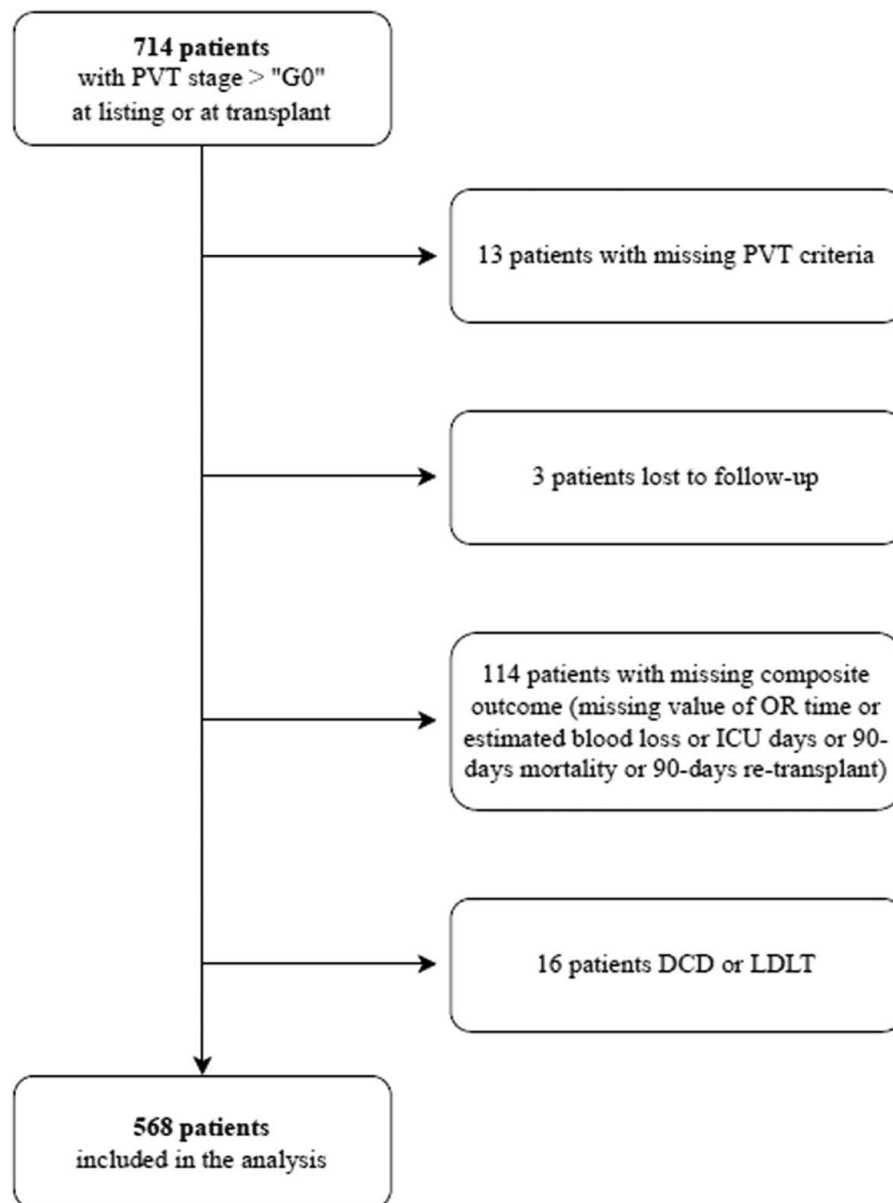 714 patients
with PVT stage > "G0"
at listing or at transplant
13 patients with missing PVT criteria
3 patients lost to follow-up
114 patients with missing composite
outcome (missing value of OR time or
estimated blood loss or ICU days or 90-
days mortality or 90-days re-transplant)
16 patients DCD or LDLT
568 patients
included in the analysis